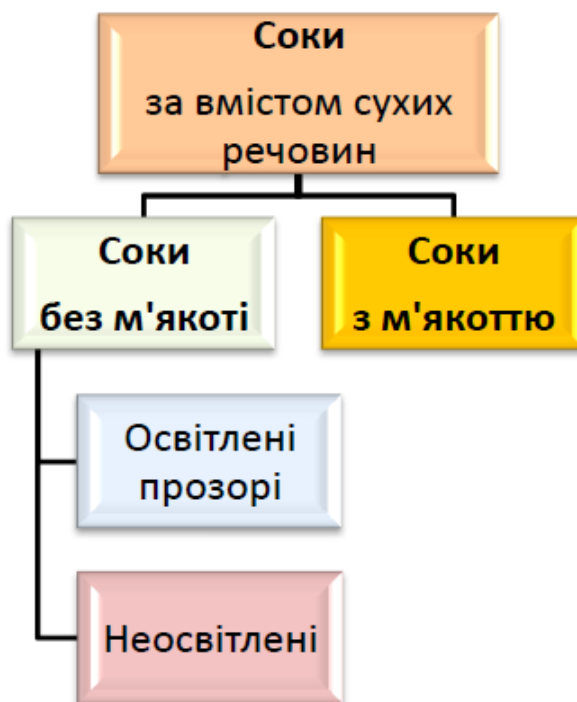 Соки
за вмістом сухих
речовин
Соки
без м'якоті
Соки
з м'якоттю
Освітлені
прозорі
Неосвітлені